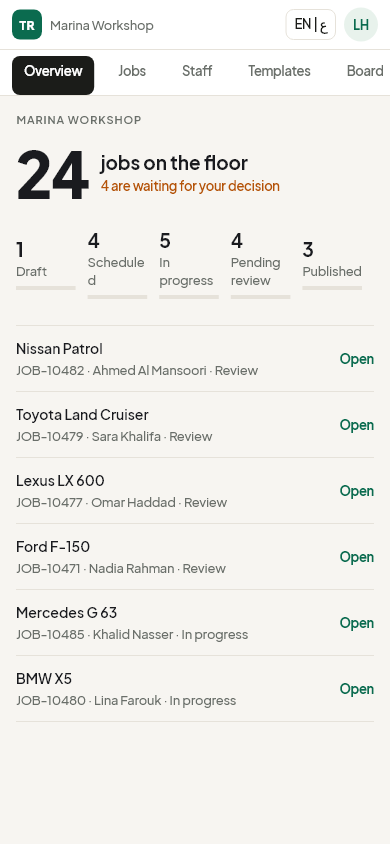 TR Marina Workshop EN | ع LH
Overview Jobs Staff Templates Board
MARINA WORKSHOP
24 jobs on the floor
4 are waiting for your decision
1 Draft
4 Schedule
d
5 In
progress
4 Pending
review
3 Published
Nissan Patrol
JOB-10482 · Ahmed Al Mansoori · Review
Open
Toyota Land Cruiser
JOB-10479 · Sara Khalifa · Review
Open
Lexus LX 600
JOB-10477 · Omar Haddad · Review
Open
Ford F-150
JOB-10471 · Nadia Rahman · Review
Open
Mercedes G 63
JOB-10485 · Khalid Nasser · In progress
Open
BMW X5
JOB-10480 · Lina Farouk · In progress
Open